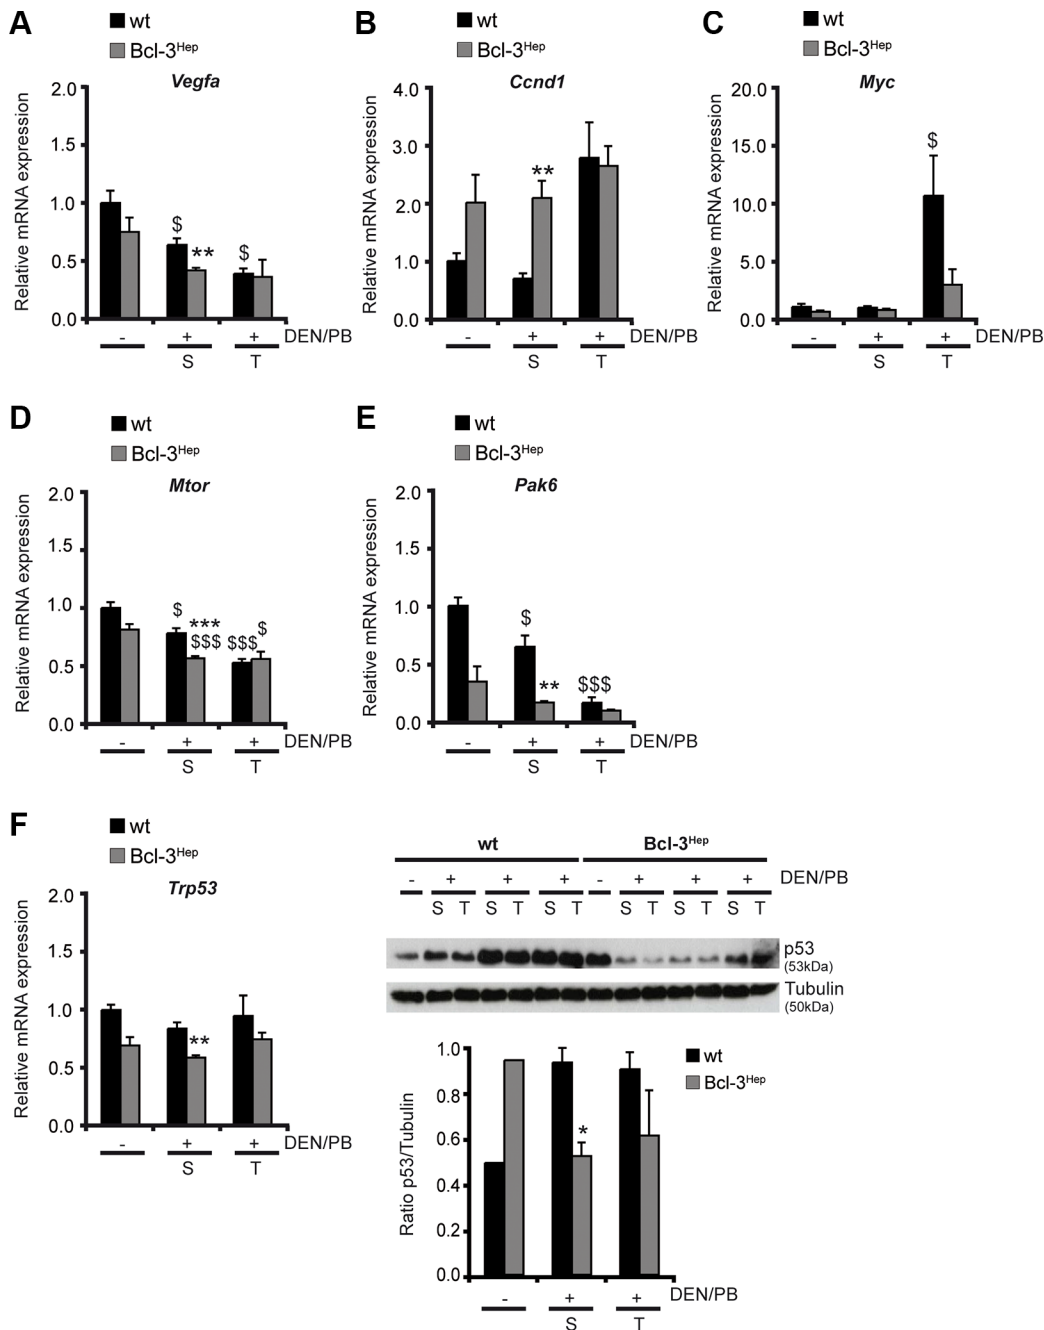 A
wt
Bcl-3Hep
Vegfa
Relative mRNA expression
2.0
1.5
1.0
0.5
0.0
$
**
$
- + + DEN/PB
S T
B
wt
Bcl-3Hep
Ccnd1
Relative mRNA expression
4.0
3.0
2.0
1.0
0.0
**
- + + DEN/PB
S T
C
wt
Bcl-3Hep
Myc
Relative mRNA expression
20.0
15.0
10.0
5.0
0.0
$
- + + DEN/PB
S T
D
wt
Bcl-3Hep
Mtor
Relative mRNA expression
2.0
1.5
1.0
0.5
0.0
$
***
$$$
$$$
$
- + + DEN/PB
S T
E
wt
Bcl-3Hep
Pak6
Relative mRNA expression
2.0
1.5
1.0
0.5
0.0
$
**
$$$
- + + DEN/PB
S T
F
wt
Bcl-3Hep
Trp53
Relative mRNA expression
2.0
1.5
1.0
0.5
0.0
**
- + + DEN/PB
S T
wt Bcl-3Hep
- + + + - + + + DEN/PB
S T S T S T S T S T S T
p53
(53kDa)
Tubulin
(50kDa)
wt
Bcl-3Hep
Ratio p53/Tubulin
1.0
0.8
0.6
0.4
0.2
0.0
*
- + + DEN/PB
S T